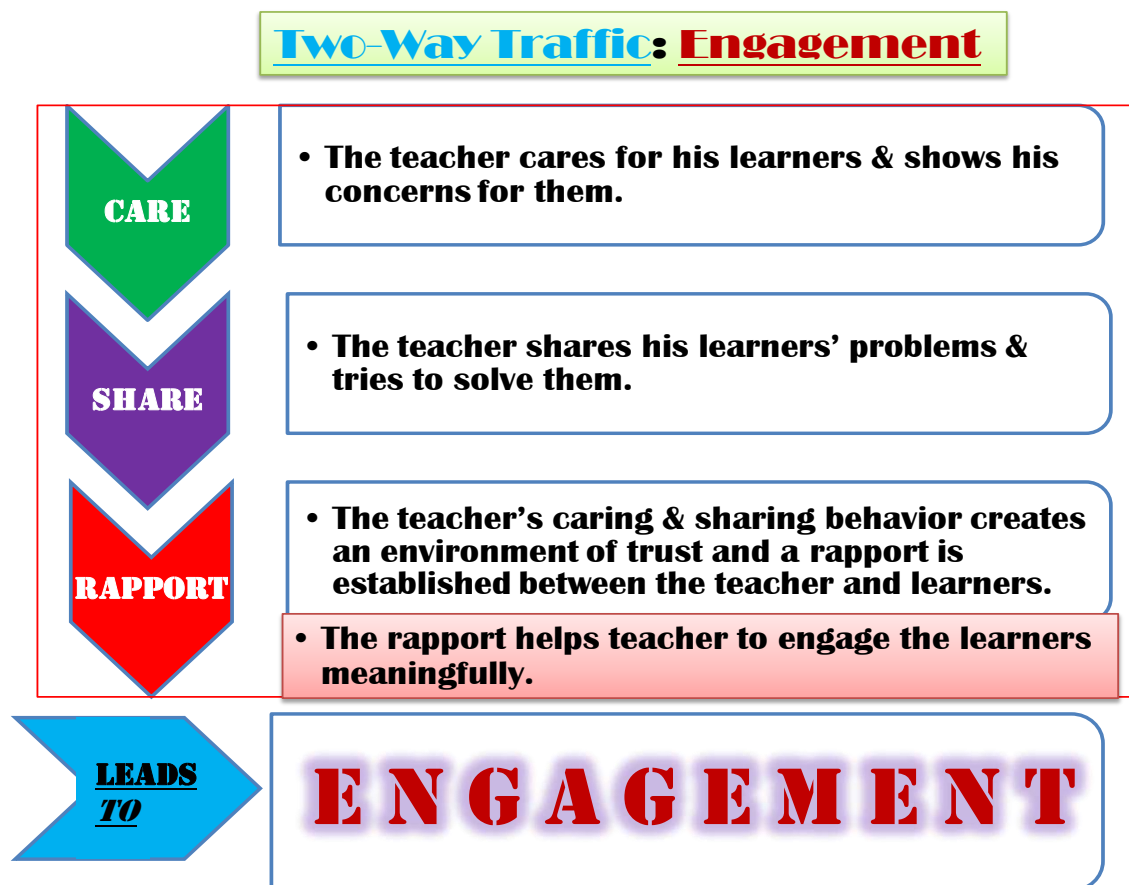 Two-Way Traffic: Engagement
CARE
• The teacher cares for his learners & shows his
concerns for them.
SHARE
• The teacher shares his learners’ problems &
tries to solve them.
RAPPORT
• The teacher’s caring & sharing behavior creates
an environment of trust and a rapport is
established between the teacher and learners.
• The rapport helps teacher to engage the learners
meaningfully.
LEADS
TO
ENGAGEMENT